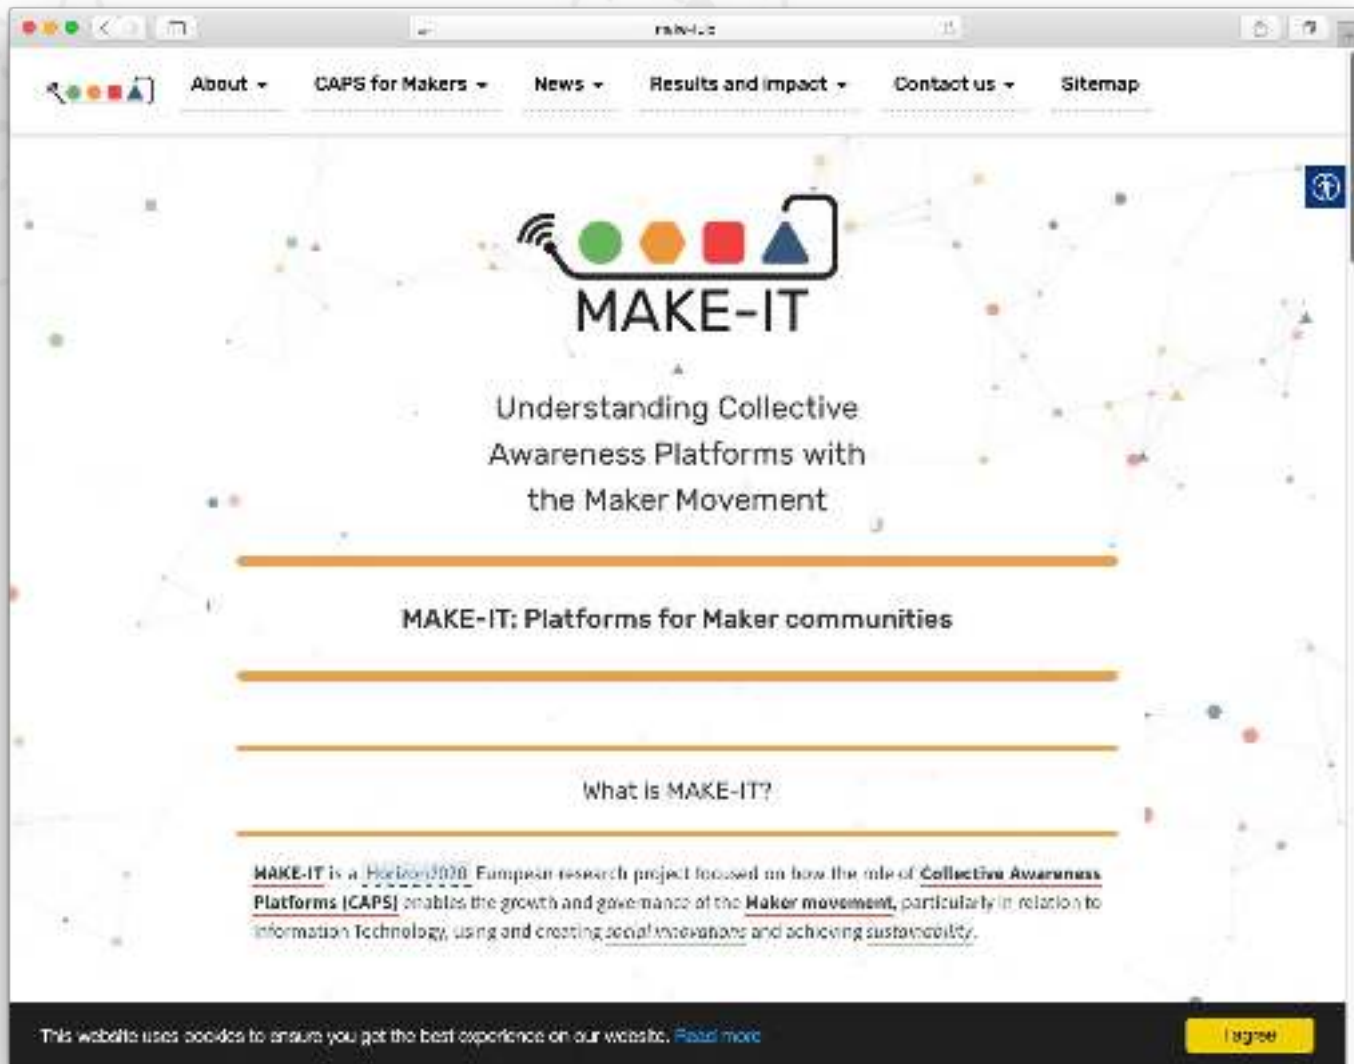 About
CAPS for Makers
News
Results and impact
Contact us
Sitemap
MAKE-IT
Understanding Collective
Awareness Platforms with
the Maker Movement
MAKE-IT: Platforms for Maker communities
What is MAKE-IT?
MAKE-IT is a Horizon2020 European research project focused on how the role of Collective Awareness
Platforms (CAPS) enables the growth and governance of the Maker movement, particularly in relation to
Information Technology, using and creating social innovations and achieving sustainability.
This website uses cookies to ensure you get the best experience on our website. Read more
I agree